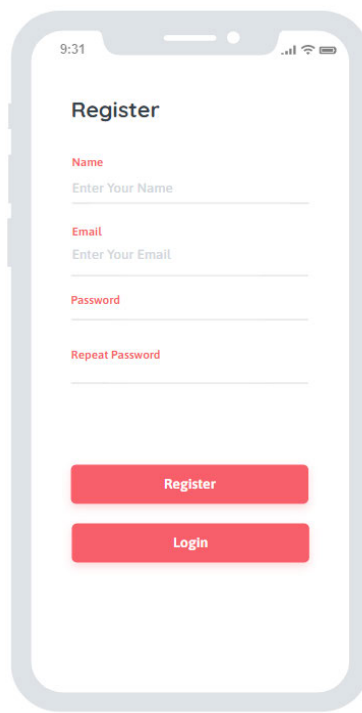 9:31
Register
Name
Enter Your Name
Email
Enter Your Email
Password
Repeat Password
Register
Login